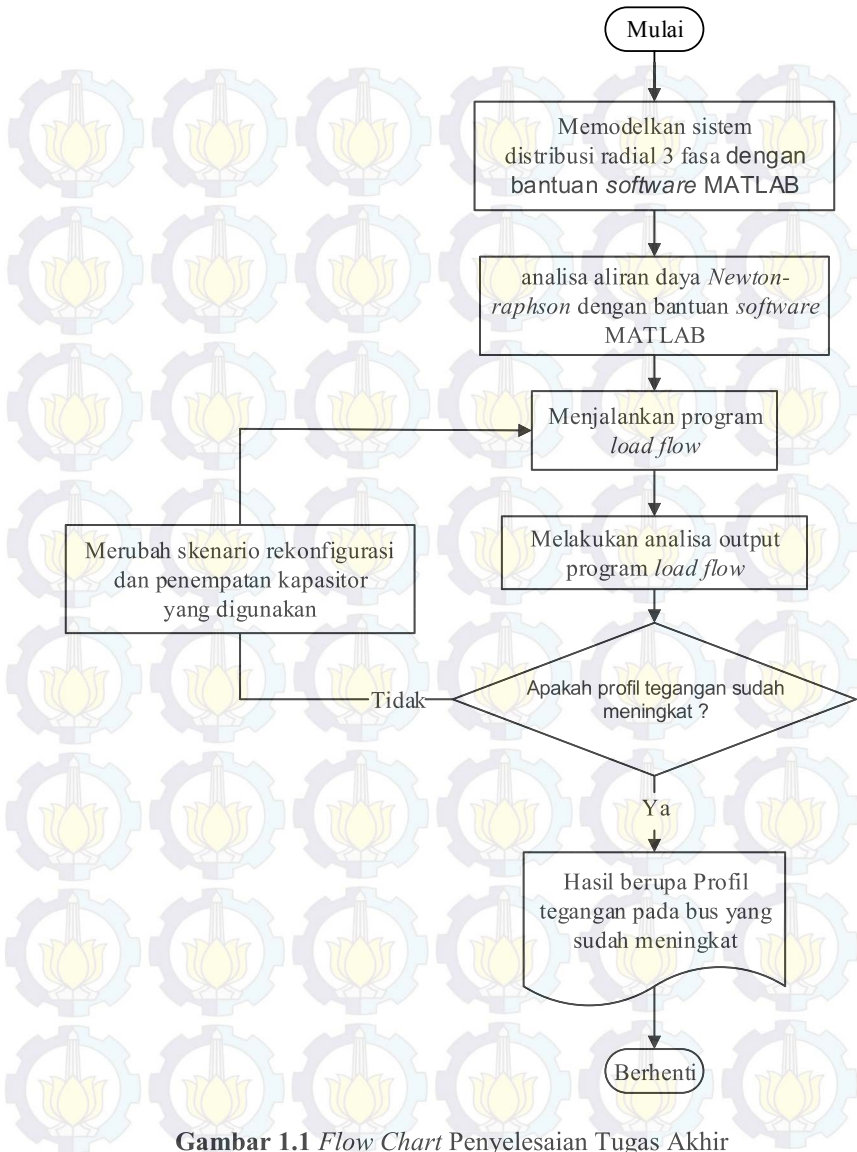 Mulai
Memodelkan sistem
distribusi radial 3 fasa dengan
bantuan software MATLAB
analisa aliran daya Newton-
raphson dengan bantuan software
MATLAB
Menjalankan program
load flow
Melakukan analisa output
program load flow
Merubah skenario rekonfigurasi
dan penempatan kapasitor
yang digunakan
Apakah profil tegangan sudah
meningkat ?
Tidak
Ya
Hasil berupa Profil
tegangan pada bus yang
sudah meningkat
Berhenti
Gambar 1.1 Flow Chart Penyelesaian Tugas Akhir